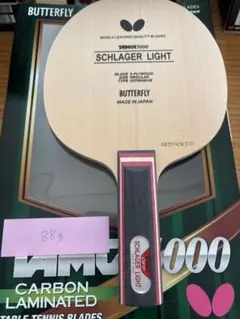 BUTTERFLY
WORLD LEADING QUALITY BLADES
TAMCA 5000
SCHLAGER LIGHT
BLADE 5-PLYWOOD
SIZE REGULAR
TYPE OFFENSIVE
BUTTERFLY
MADE IN JAPAN
SCHLAGER LIGHT
88g
TAMCA 5000
CARBON
LAMINATED
TABLE TENNIS BLADES